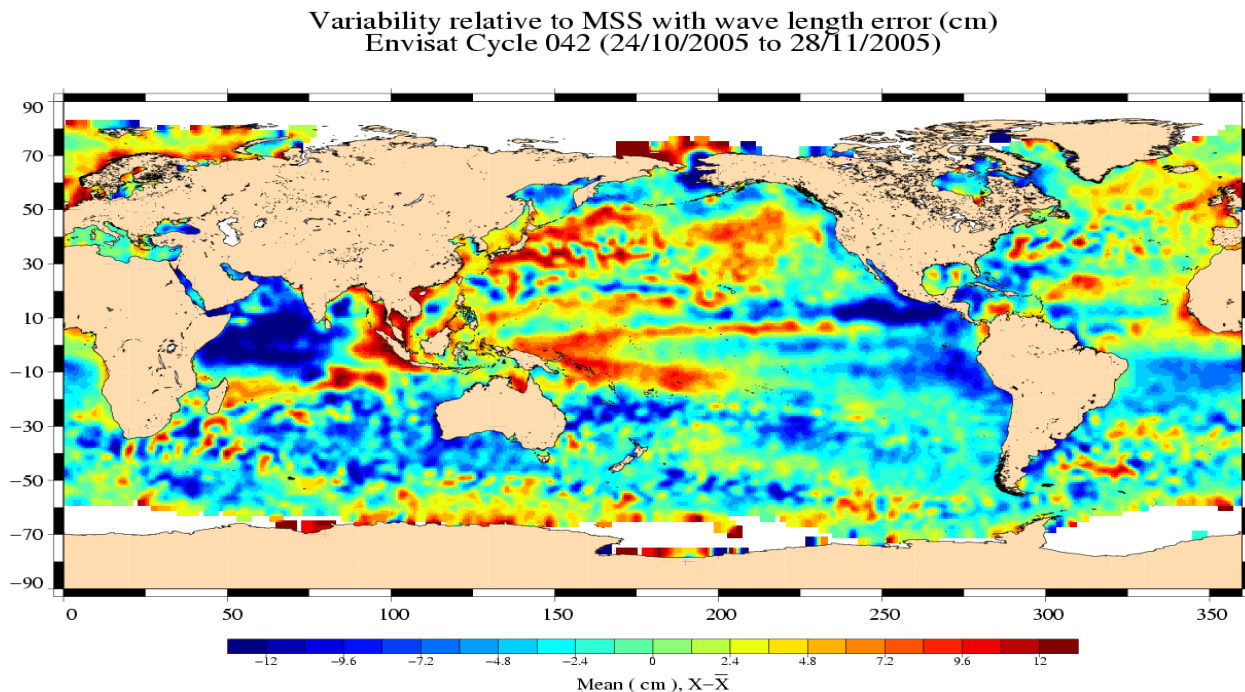 Variability relative to MSS with wave length error (cm)
Envisat Cycle 042 (24/10/2005 to 28/11/2005)
90
70
50
30
10
−10
−30
−50
−70
−90
0 50 100 150 200 250 300 350
−12 −9.6 −7.2 −4.8 −2.4 0 2.4 4.8 7.2 9.6 12
Mean ( cm ), X−X̅